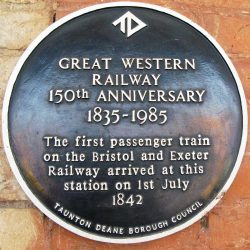 GREAT WESTERN
RAILWAY
150th ANNIVERSARY
1835-1985
The first passenger train
on the Bristol and Exeter
Railway arrived at this
station on 1st July
1842
TAUNTON DEANE BOROUGH COUNCIL